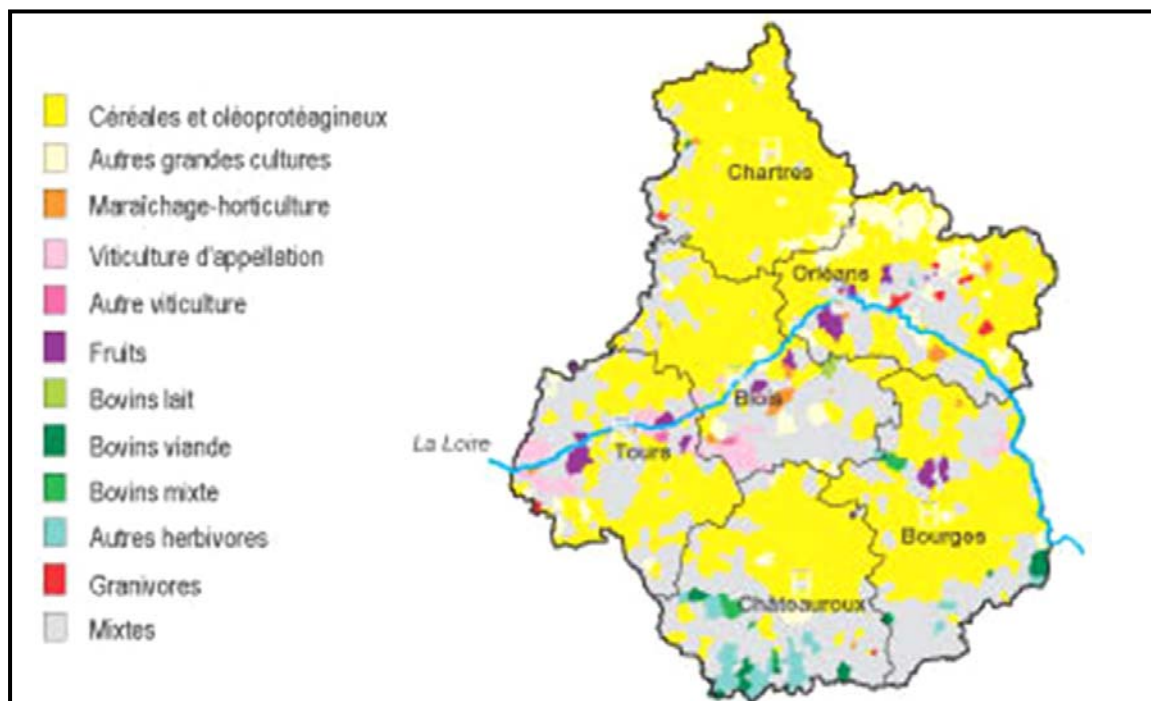 Céréales et oléoprotéagineux
Autres grandes cultures
Maraîchage-horticulture
Viticulture d'appellation
Autre viticulture
Fruits
Bovins lait
Bovins viande
Bovins mixte
Autres herbivores
Granivores
Mixtes
Chartres
Orléans
Blois
La Loire
Tours
Bourges
Châteauroux